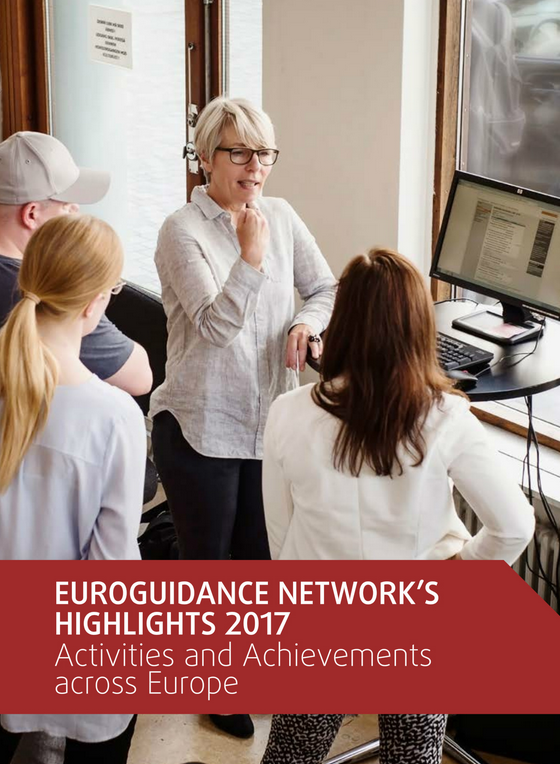 EUROGUIDANCE NETWORK’S
HIGHLIGHTS 2017
Activities and Achievements
across Europe